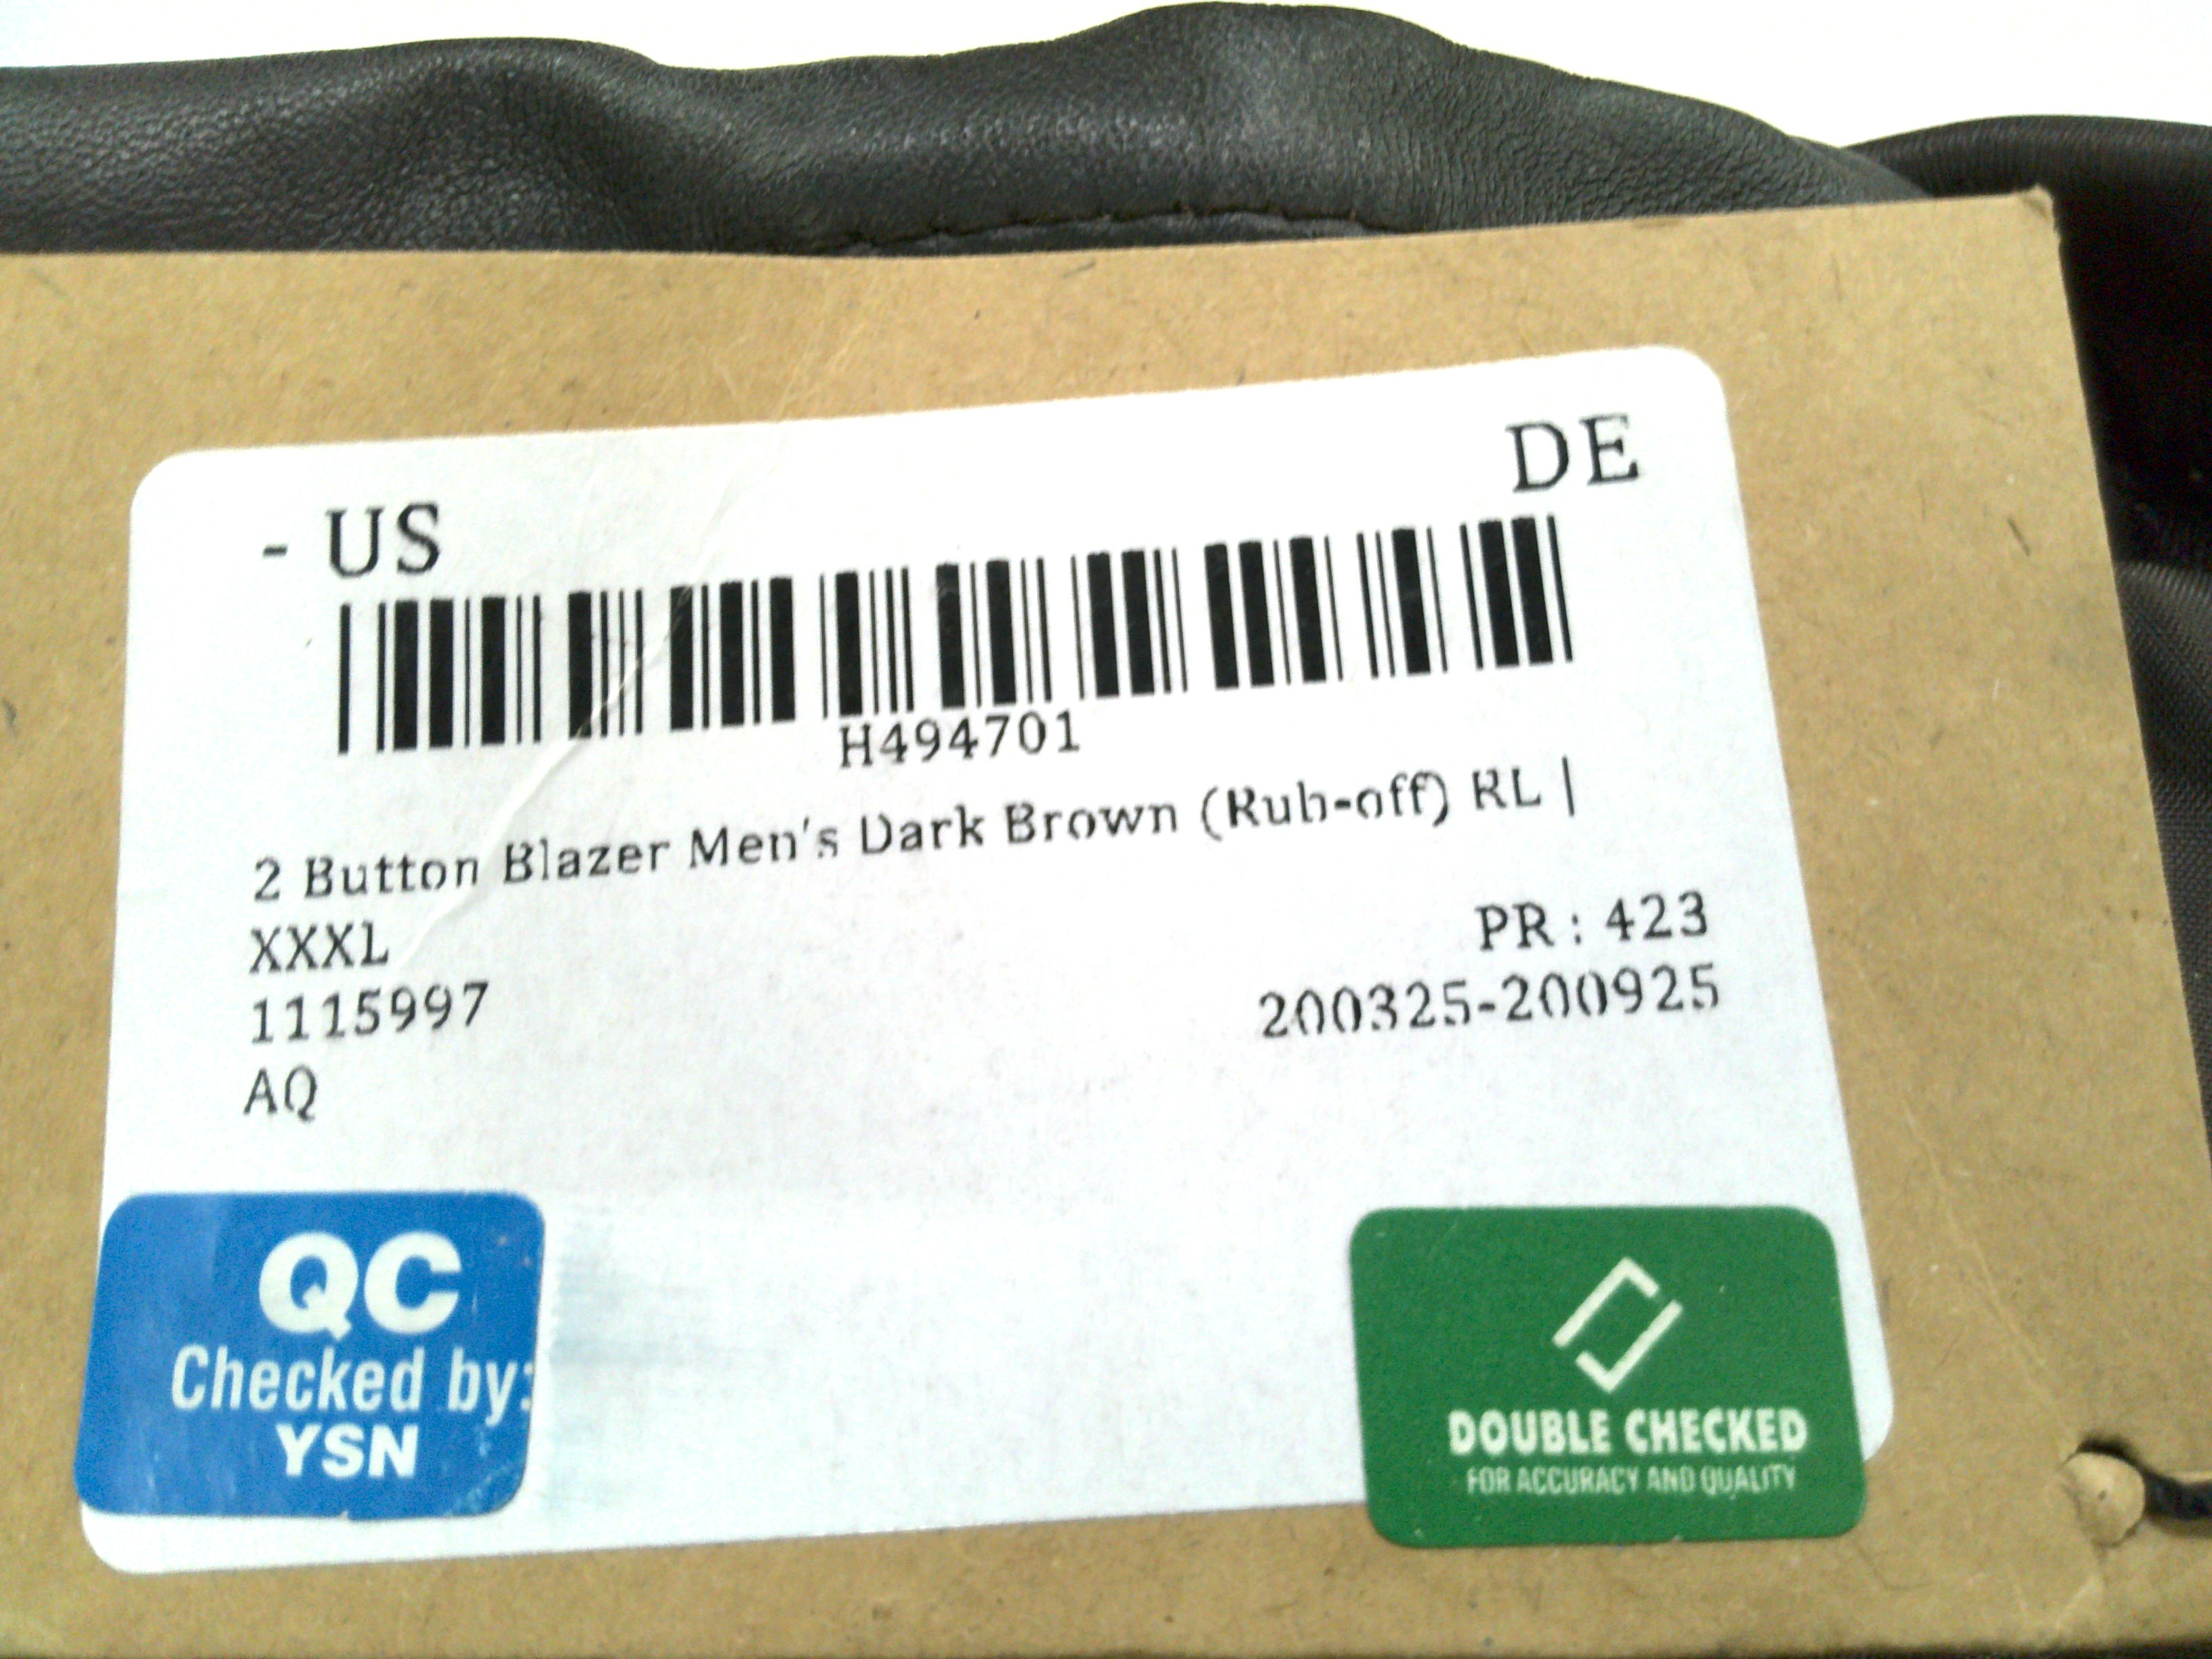 - US DE
H494701
2 Button Blazer Men's Dark Brown (Rub-off) RL |
XXXL PR : 423
1115997 200325-200925
AQ
QC
Checked by:
YSN
DOUBLE CHECKED
FOR ACCURACY AND QUALITY